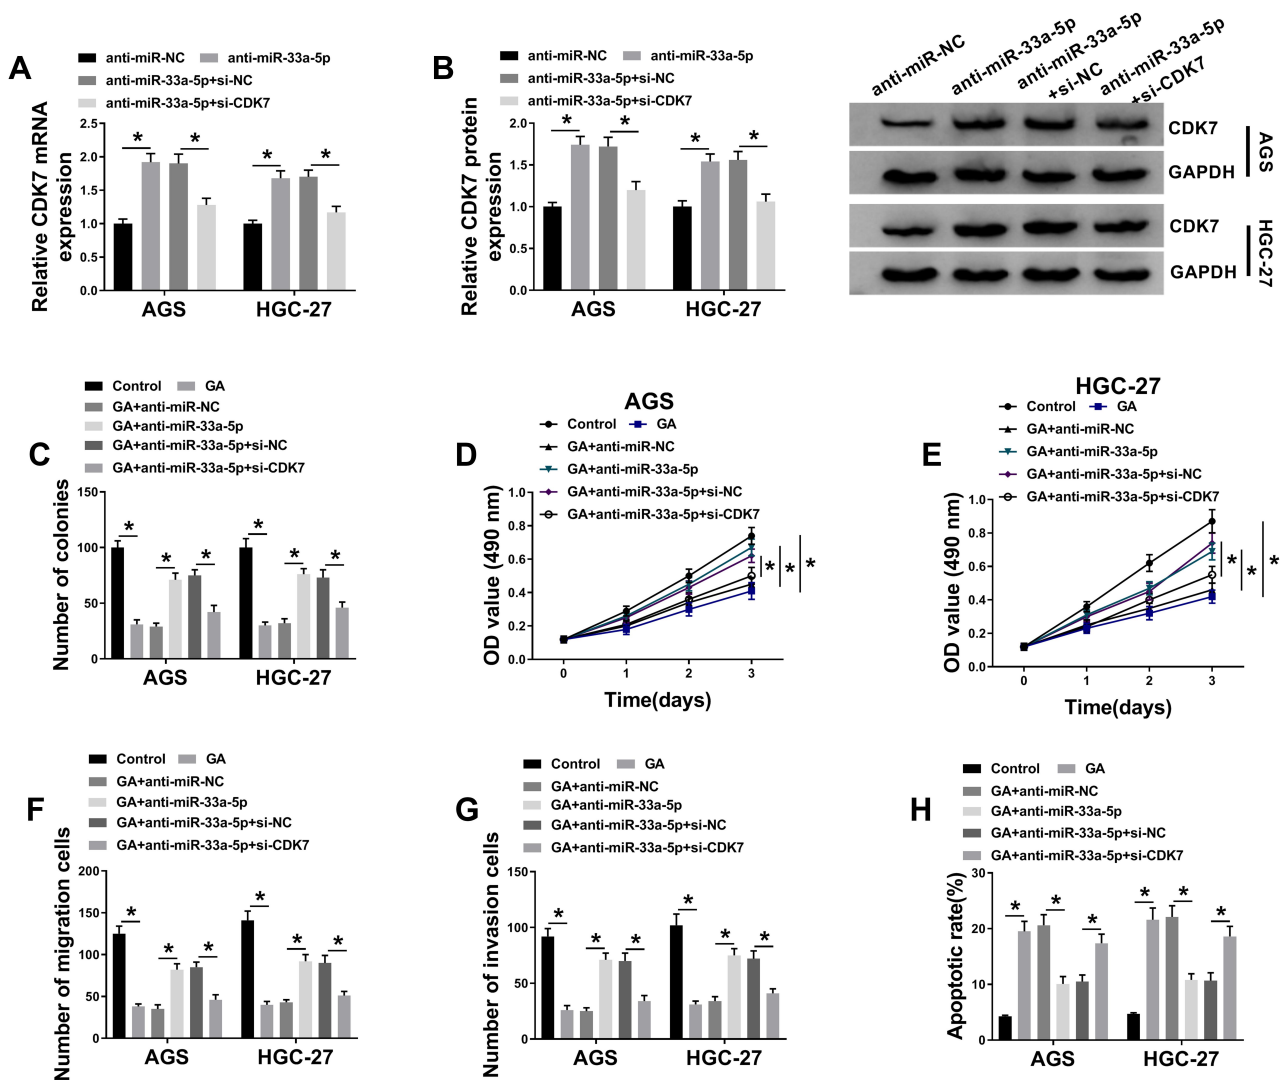 A
anti-miR-NC anti-miR-33a-5p
anti-miR-33a-5p+si-NC
anti-miR-33a-5p+si-CDK7
Relative CDK7 mRNA
expression
2.5
2.0
1.5
1.0
0.5
0.0
* * * *
AGS HGC-27
B
anti-miR-NC anti-miR-33a-5p
anti-miR-33a-5p+si-NC
anti-miR-33a-5p+si-CDK7
Relative CDK7 protein
expression
2.0
1.5
1.0
0.5
0.0
* * * *
AGS HGC-27
anti-miR-NC
anti-miR-33a-5p
anti-miR-33a-5p
+si-NC
anti-miR-33a-5p
+si-CDK7
CDK7
GAPDH
AGS
CDK7
GAPDH
HGC-27
C
Control GA
GA+anti-miR-NC
GA+anti-miR-33a-5p
GA+anti-miR-33a-5p+si-NC
GA+anti-miR-33a-5p+si-CDK7
Number of colonies
150
100
50
0
* * * * * *
AGS HGC-27
D
AGS
Control GA
GA+anti-miR-NC
GA+anti-miR-33a-5p
GA+anti-miR-33a-5p+si-NC
GA+anti-miR-33a-5p+si-CDK7
OD value (490 nm)
1.0
0.8
0.6
0.4
0.2
0.0
* * *
0 1 2 3
Time(days)
E
HGC-27
Control GA
GA+anti-miR-NC
GA+anti-miR-33a-5p
GA+anti-miR-33a-5p+si-NC
GA+anti-miR-33a-5p+si-CDK7
OD value (490 nm)
1.0
0.8
0.6
0.4
0.2
0.0
* * *
0 1 2 3
Time(days)
F
Control GA
GA+anti-miR-NC
GA+anti-miR-33a-5p
GA+anti-miR-33a-5p+si-NC
GA+anti-miR-33a-5p+si-CDK7
Number of migration cells
200
150
100
50
0
* * * * * *
AGS HGC-27
G
Control GA
GA+anti-miR-NC
GA+anti-miR-33a-5p
GA+anti-miR-33a-5p+si-NC
GA+anti-miR-33a-5p+si-CDK7
Number of invasion cells
150
100
50
0
* * * * * *
AGS HGC-27
H
Control GA
GA+anti-miR-NC
GA+anti-miR-33a-5p
GA+anti-miR-33a-5p+si-NC
GA+anti-miR-33a-5p+si-CDK7
Apoptotic rate(%)
30
20
10
0
* * * * * *
AGS HGC-27